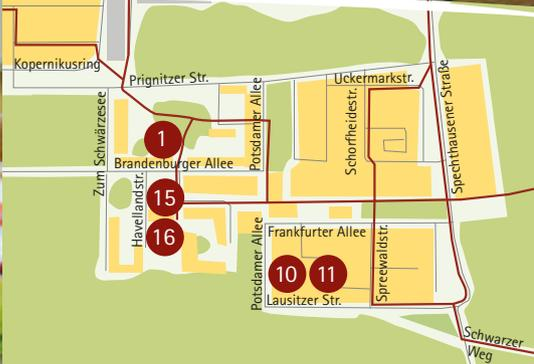 Kopernikusring
Prignitzer Str.
Uckermarkstr.
Zum Schwärzesee
Potsdamer Allee
Schorfheidestr.
Spechthausener Straße
1
Brandenburger Allee
Havellandstr.
15
16
Potsdamer Allee
Frankfurter Allee
Spreewaldstr.
10
11
Lausitzer Str.
Schwarzer
Weg